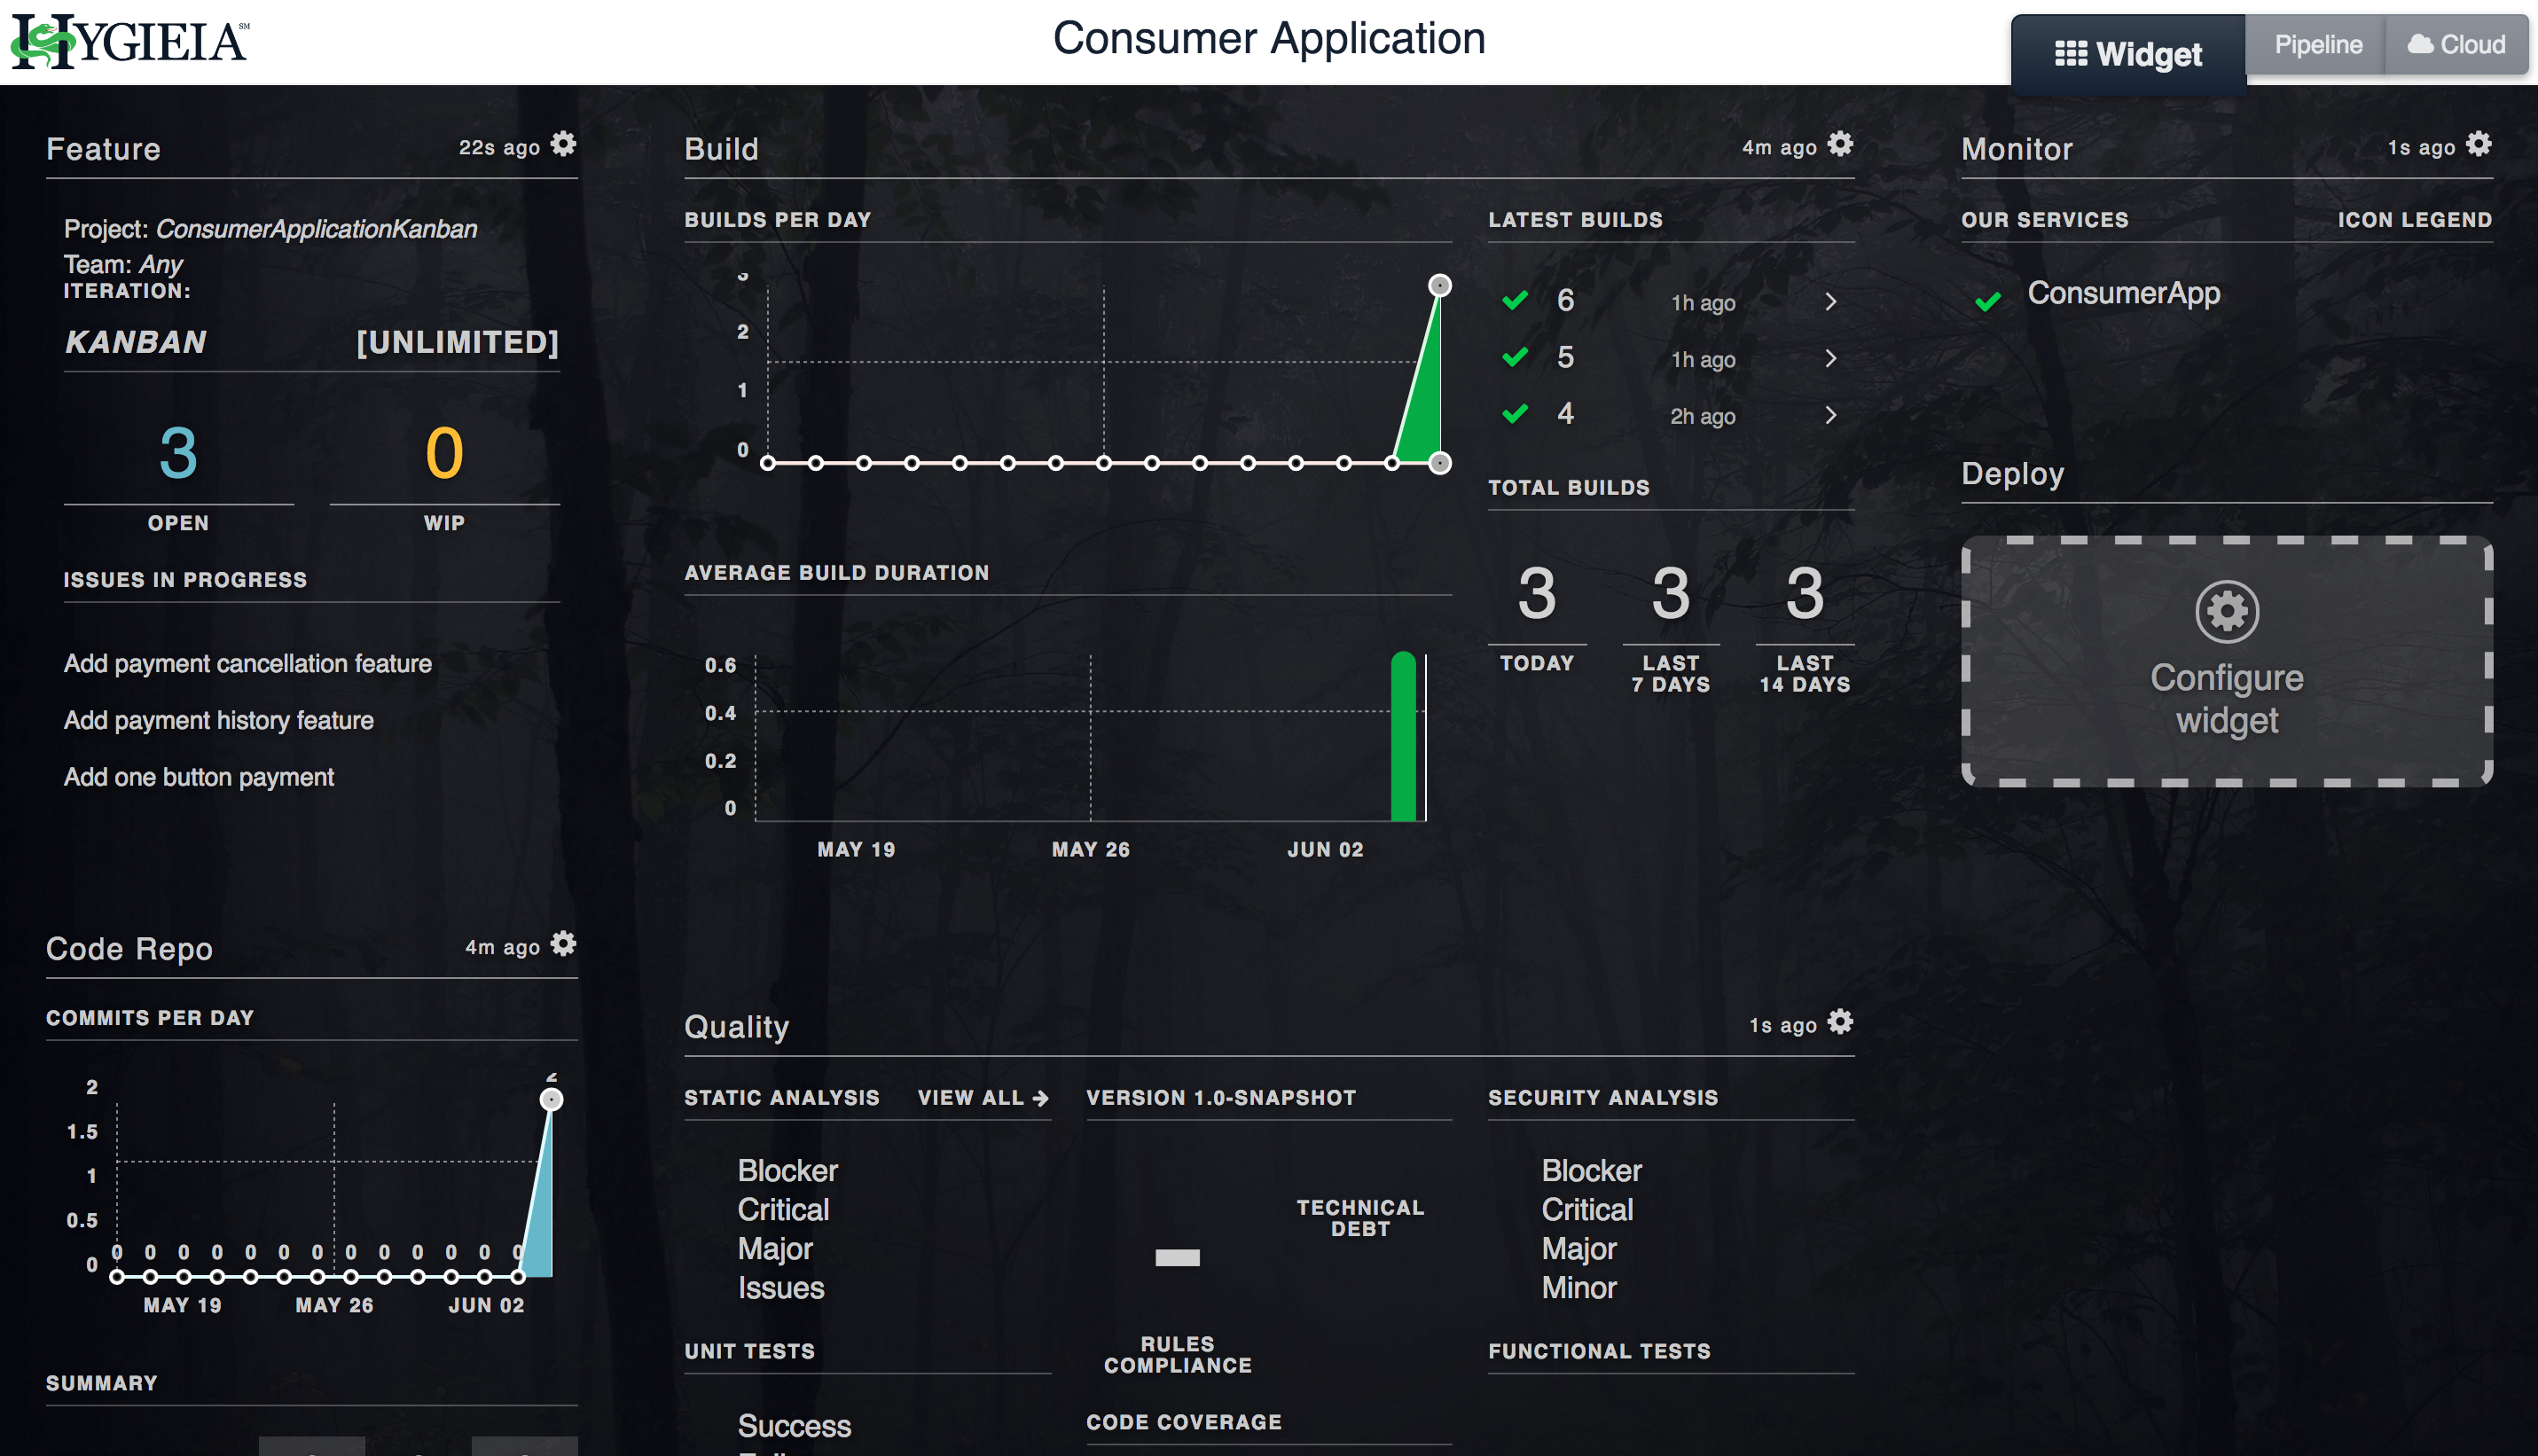 HYGIEIA SM
Consumer Application
Widget
Pipeline
Cloud
Feature
22s ago
Project: ConsumerApplicationKanban
Team: Any
ITERATION:
KANBAN [UNLIMITED]
3 0
OPEN WIP
ISSUES IN PROGRESS
Add payment cancellation feature
Add payment history feature
Add one button payment
Code Repo
4m ago
COMMITS PER DAY
2
2
1.5
1
0.5
0
0 0 0 0 0 0 0 0 0 0 0 0 0
MAY 19 MAY 26 JUN 02
SUMMARY
Build
4m ago
BUILDS PER DAY
3
2
1
0
AVERAGE BUILD DURATION
0.6
0.4
0.2
0
MAY 19 MAY 26 JUN 02
LATEST BUILDS
6 1h ago
5 1h ago
4 2h ago
TOTAL BUILDS
3 3 3
TODAY
LAST
7 DAYS
LAST
14 DAYS
Quality
1s ago
STATIC ANALYSIS
VIEW ALL
Blocker
Critical
Major
Issues
UNIT TESTS
Success
VERSION 1.0-SNAPSHOT
TECHNICAL
DEBT
RULES
COMPLIANCE
CODE COVERAGE
SECURITY ANALYSIS
Blocker
Critical
Major
Minor
FUNCTIONAL TESTS
Monitor
1s ago
OUR SERVICES
ICON LEGEND
ConsumerApp
Deploy
Configure
widget